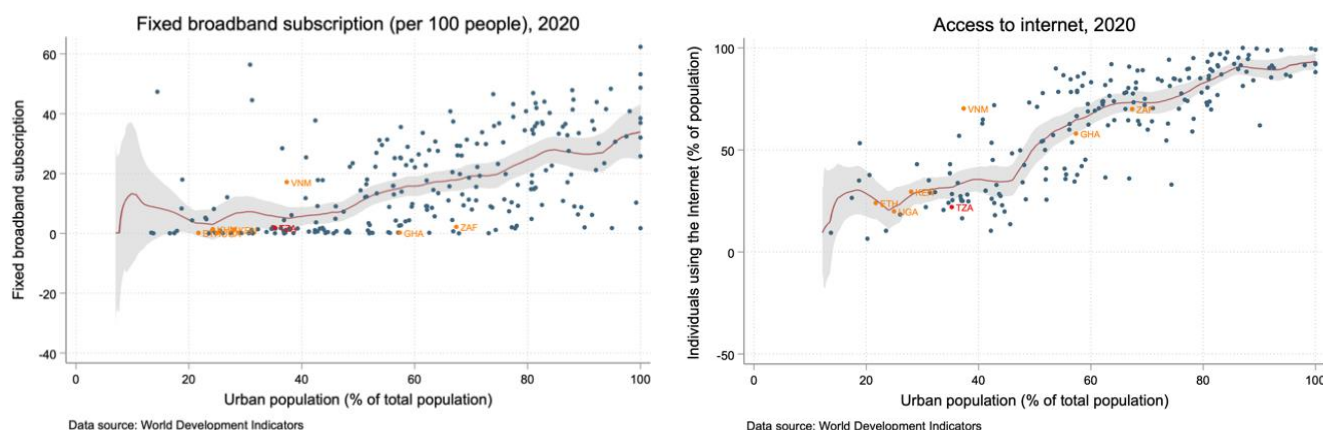 Fixed broadband subscription (per 100 people), 2020
Fixed broadband subscription
60
40
20
0
-20
-40
VNM
GHA
ZAF
0
20
40
60
80
100
Urban population (% of total population)
Data source: World Development Indicators
Access to internet, 2020
Individuals using the Internet (% of population)
100
50
0
-50
VNM
ZAF
GHA
KEN
ETH
UGA
TZA
0
20
40
60
80
100
Urban population (% of total population)
Data source: World Development Indicators